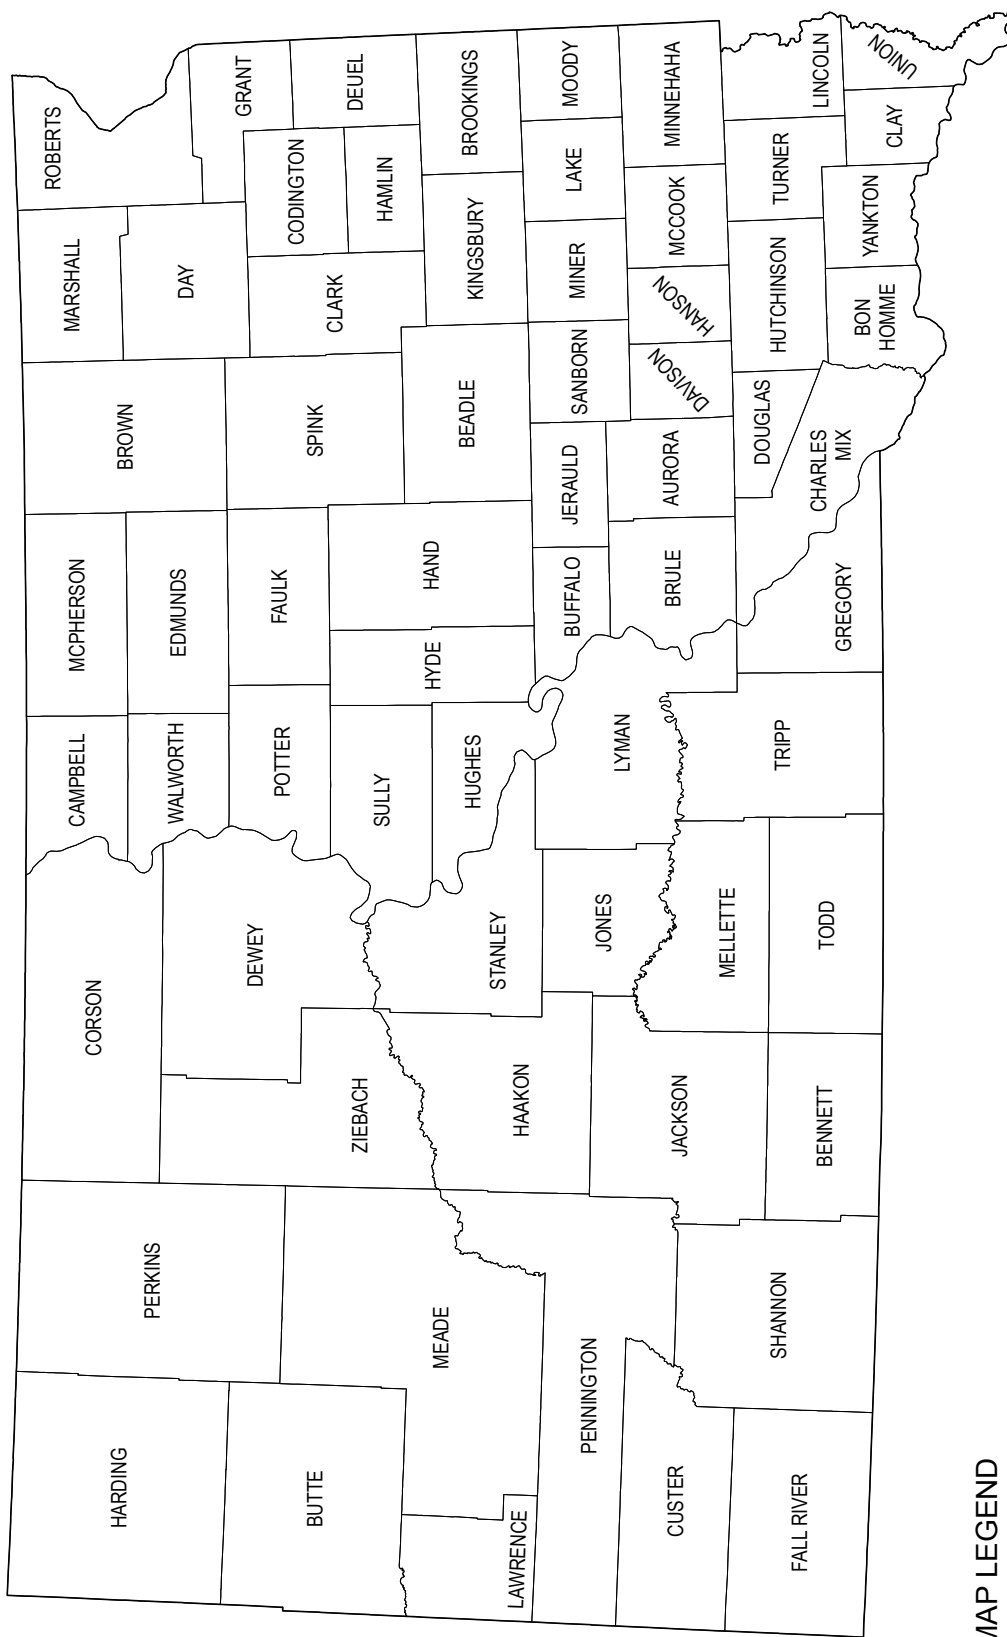 HARDING
PERKINS
CORSON
CAMPBELL
MCPHERSON
BROWN
MARSHALL
ROBERTS
WALWORTH
EDMUNDS
DAY
GRANT
BUTTE
MEADE
ZIEBACH
DEWEY
POTTER
FAULK
SPINK
CLARK
CODINGTON
DEUEL
HAMLIN
SULLY
HYDE
HAND
BEADLE
KINGSBURY
BROOKINGS
LAWRENCE
PENNINGTON
HAAKON
STANLEY
HUGHES
BUFFALO
JERAULD
SANBORN
MINER
LAKE
MOODY
JACKSON
JONES
LYMAN
BRULE
AURORA
DAVISON
HANSON
MCCOOK
MINNEHAHA
CUSTER
SHANNON
MELLETTE
TRIPP
GREGORY
DOUGLAS
HUTCHINSON
TURNER
LINCOLN
FALL RIVER
BENNETT
TODD
CHARLES
MIX
BON
HOMME
YANKTON
CLAY
UNION
MAP LEGEND